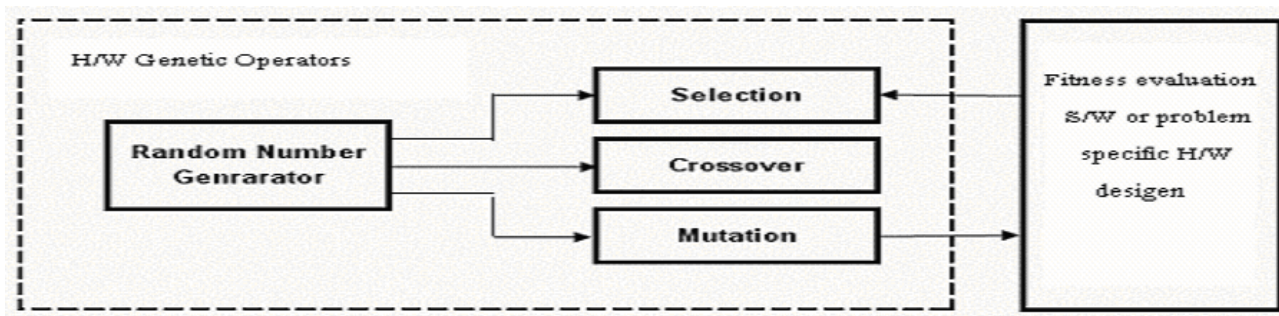 H/W Genetic Operators
Random Number
Genrarator
Selection
Crossover
Mutation
Fitness evaluation
S/W or problem
specific H/W
desigen